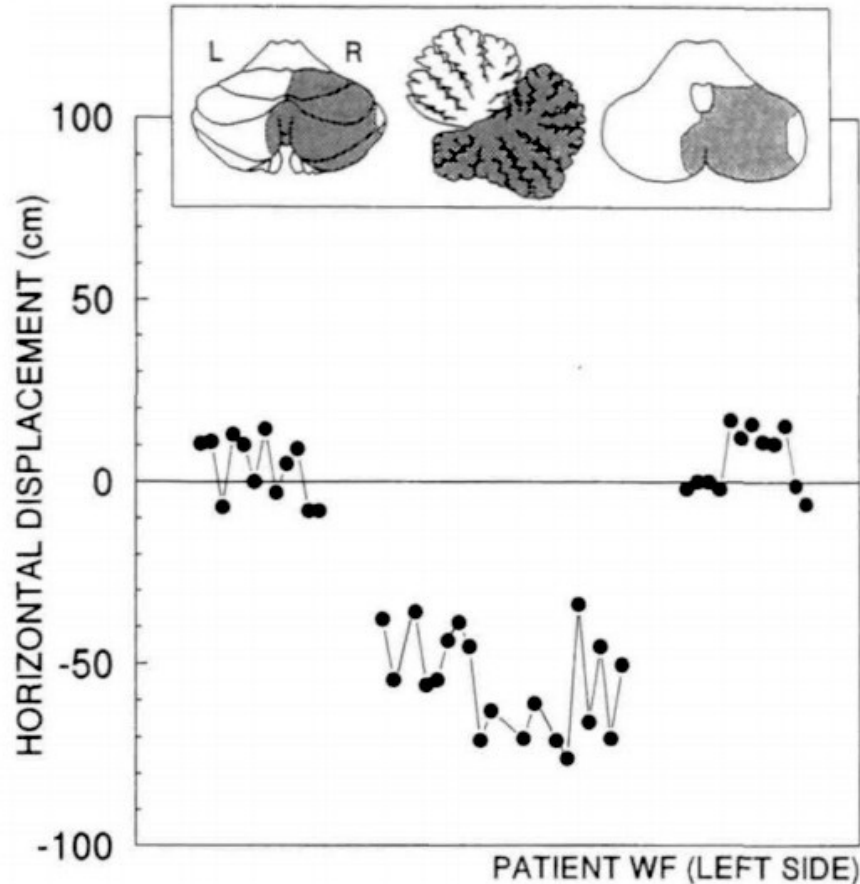 L R
100
50
0
-50
-100
HORIZONTAL DISPLACEMENT (cm)
PATIENT WF (LEFT SIDE)